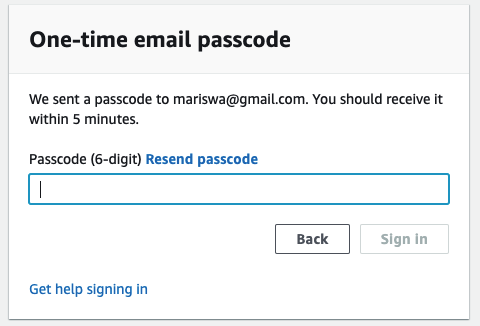 One-time email passcode
We sent a passcode to mariswa@gmail.com. You should receive it
within 5 minutes.
Passcode (6-digit) Resend passcode
Back Sign in
Get help signing in